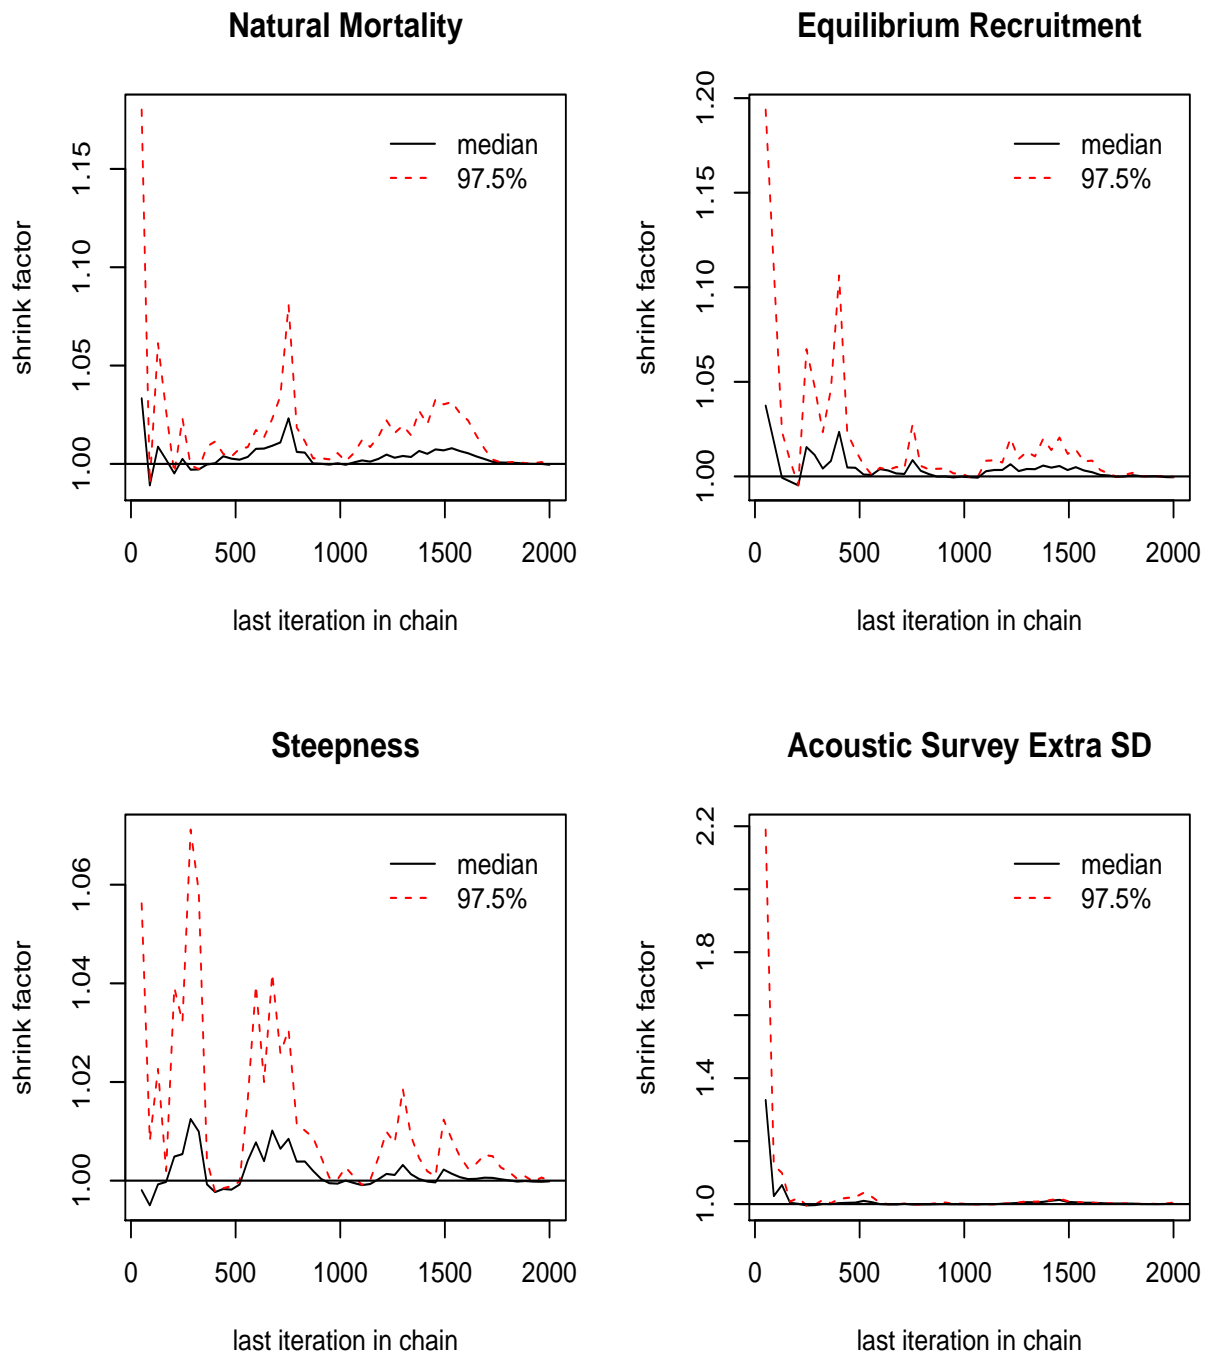 Natural Mortality
shrink factor
1.00 1.05 1.10 1.15
median
97.5%
0 500 1000 1500 2000
last iteration in chain
Equilibrium Recruitment
shrink factor
1.00 1.05 1.10 1.15 1.20
median
97.5%
0 500 1000 1500 2000
last iteration in chain
Steepness
shrink factor
1.00 1.02 1.04 1.06
median
97.5%
0 500 1000 1500 2000
last iteration in chain
Acoustic Survey Extra SD
shrink factor
1.0 1.4 1.8 2.2
median
97.5%
0 500 1000 1500 2000
last iteration in chain